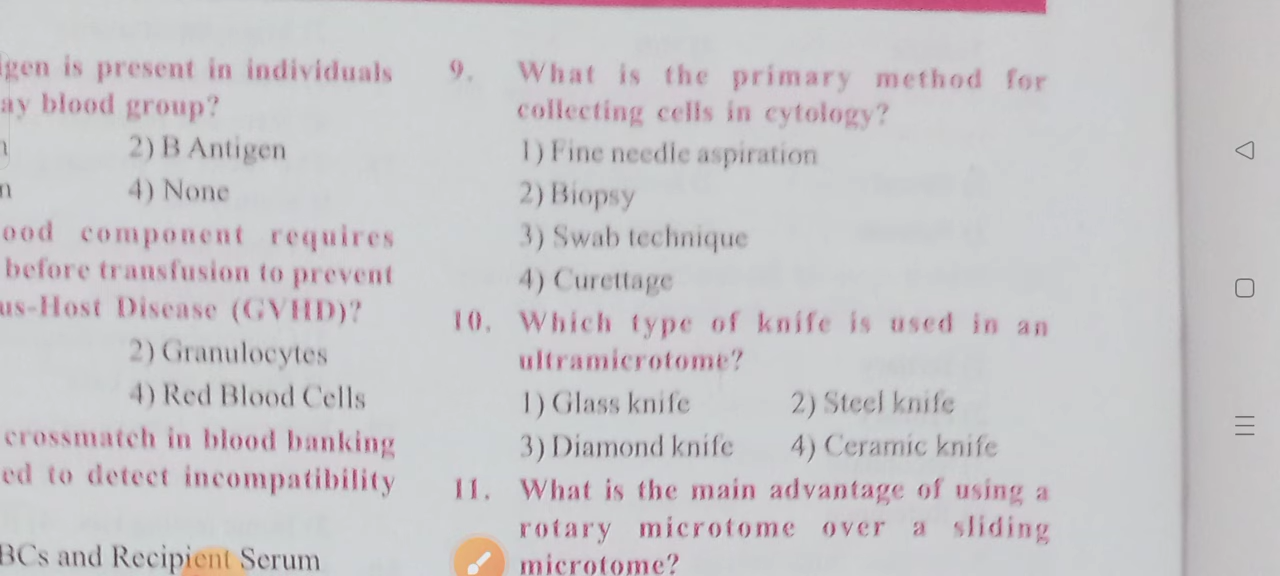 is present in individuals
blood group?
2) B Antigen
4) None
component requires
before transfusion to prevent
us-Host Disease (GVHD)?
2) Granulocytes
4) Red Blood Cells
crossmatch in blood banking
ed to detect incompatibility
BCs and Recipient Serum
9. What is the primary method for
collecting cells in cytology?
1) Fine needle aspiration
2) Biopsy
3) Swab technique
4) Curettage
10. Which type of knife is used in an
ultramicrotome?
1) Glass knife 2) Steel knife
3) Diamond knife 4) Ceramic knife
11. What is the main advantage of using a
rotary microtome over a sliding
microtome?